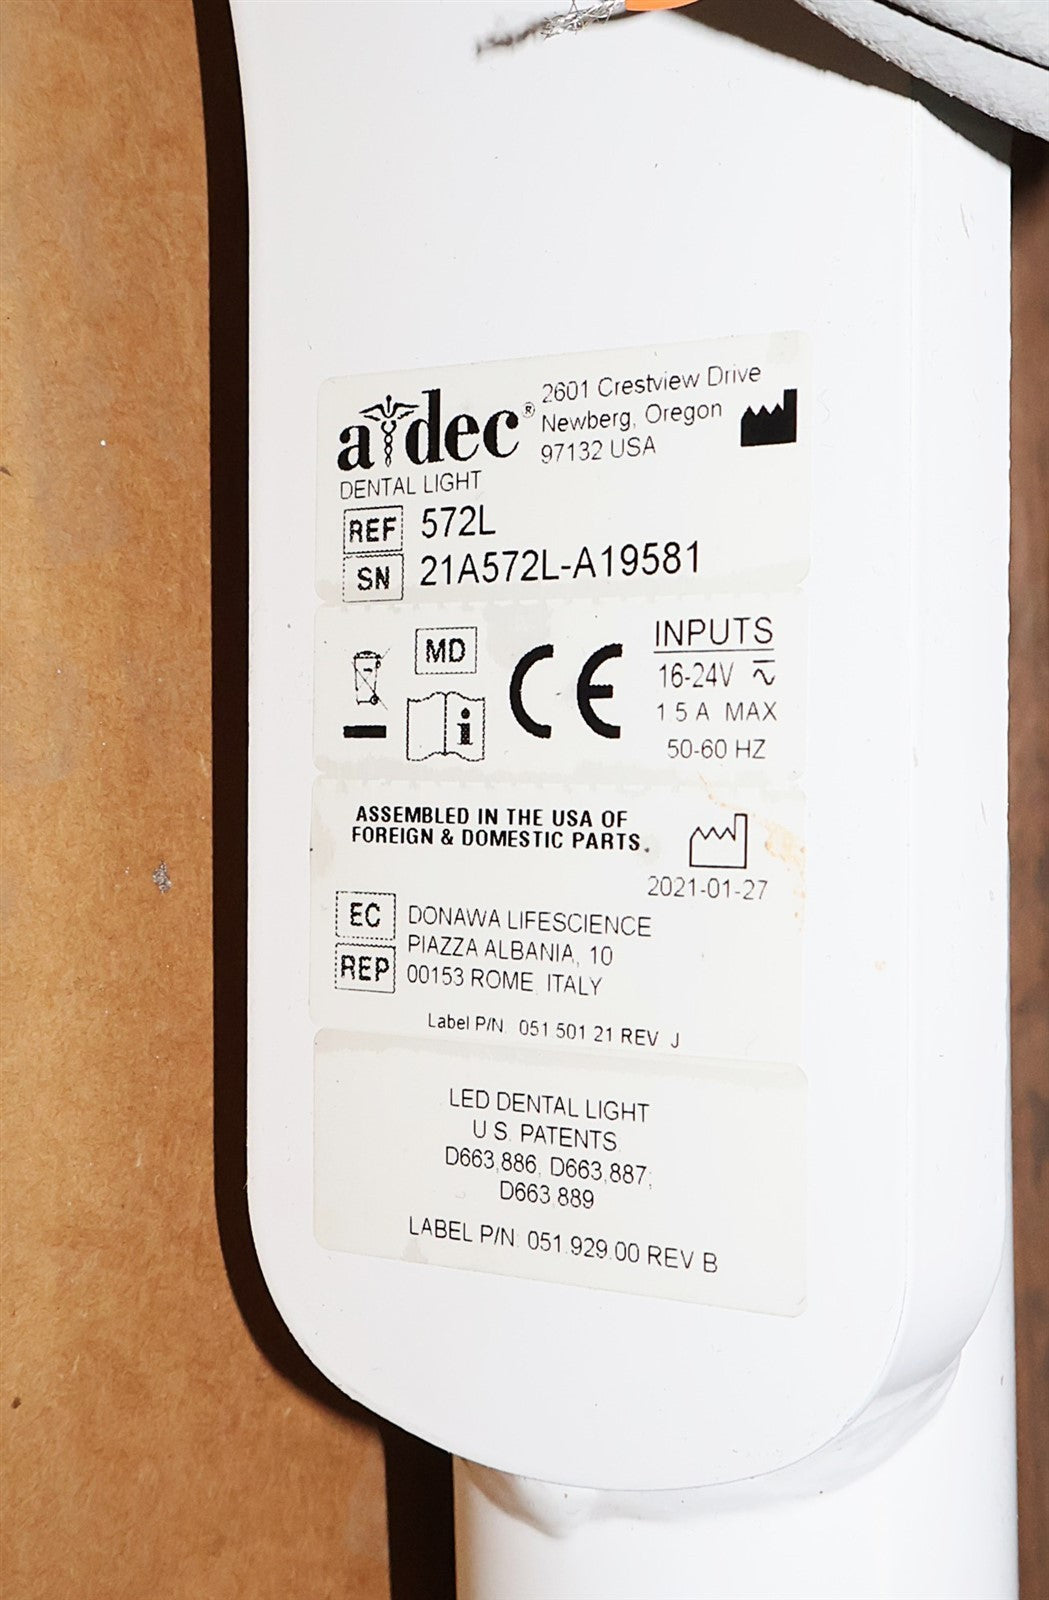 a dec® 2601 Crestview Drive
Newberg, Oregon
97132 USA
DENTAL LIGHT
REF 572L
SN 21A572L-A19581
MD
i
CE
INPUTS
16-24V
1.5 A MAX
50-60 HZ
ASSEMBLED IN THE USA OF
FOREIGN & DOMESTIC PARTS.
2021-01-27
EC REP
DONAWA LIFESCIENCE
PIAZZA ALBANIA, 10
00153 ROME, ITALY
Label P/N. 051.501.21 REV. J
LED DENTAL LIGHT
U.S. PATENTS
D663,886, D663,887;
D663,889
LABEL P/N: 051.929.00 REV B